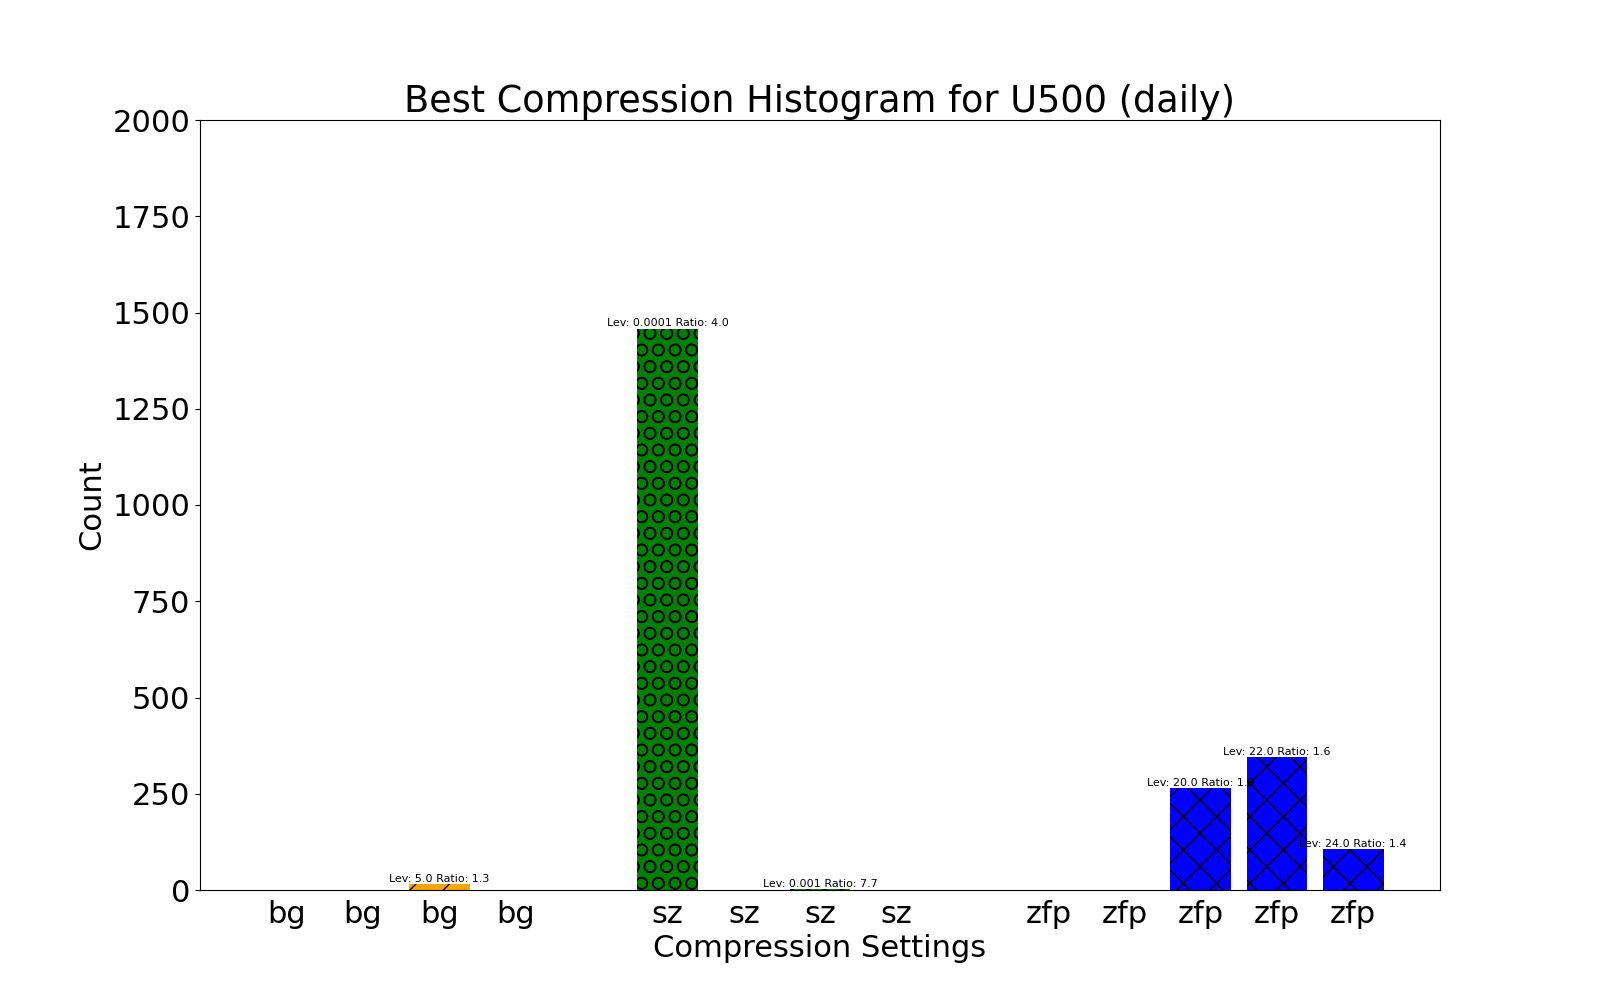 Best Compression Histogram for U500 (daily)
2000
1750
1500
1250
1000
750
500
250
0
Count
Lev: 0.0001 Ratio: 4.0
Lev: 22.0 Ratio: 1.6
Lev: 20.0 Ratio:
Lev: 24.0 Ratio: 1.4
Lev: 5.0 Ratio: 1.3
Lev: 0.001 Ratio: 7.7
bg bg bg bg sz sz sz sz zfp zfp zfp zfp zfp
Compression Settings